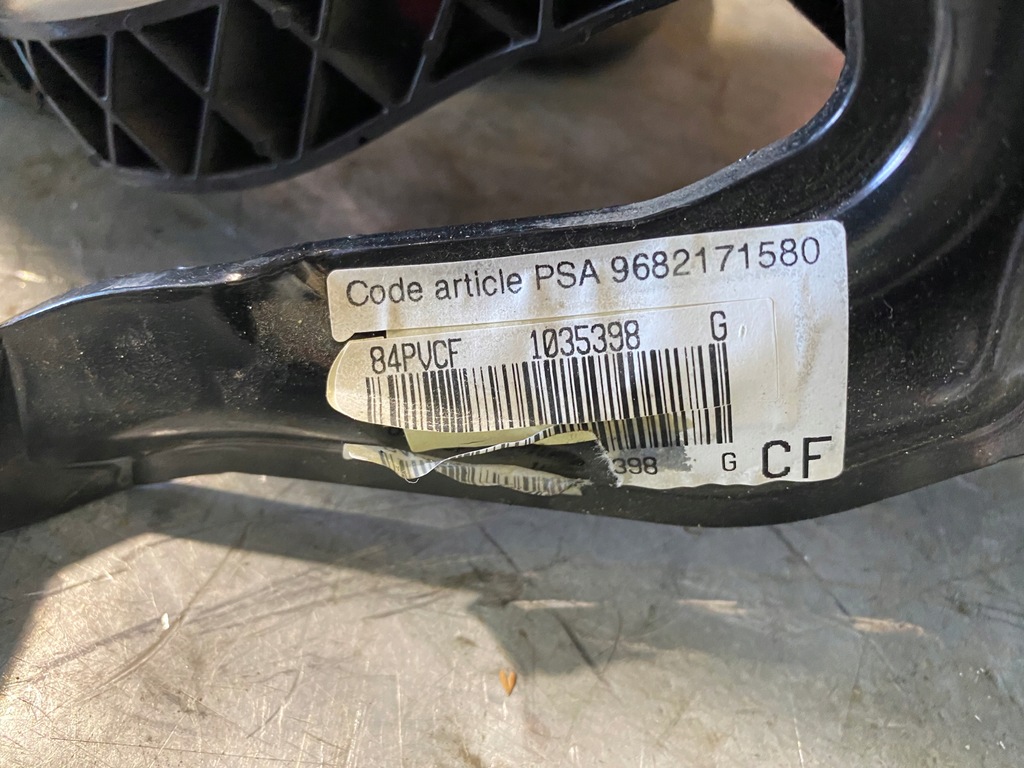 Code article PSA 9682171580
84PVCF 1035398 G
398 G CF